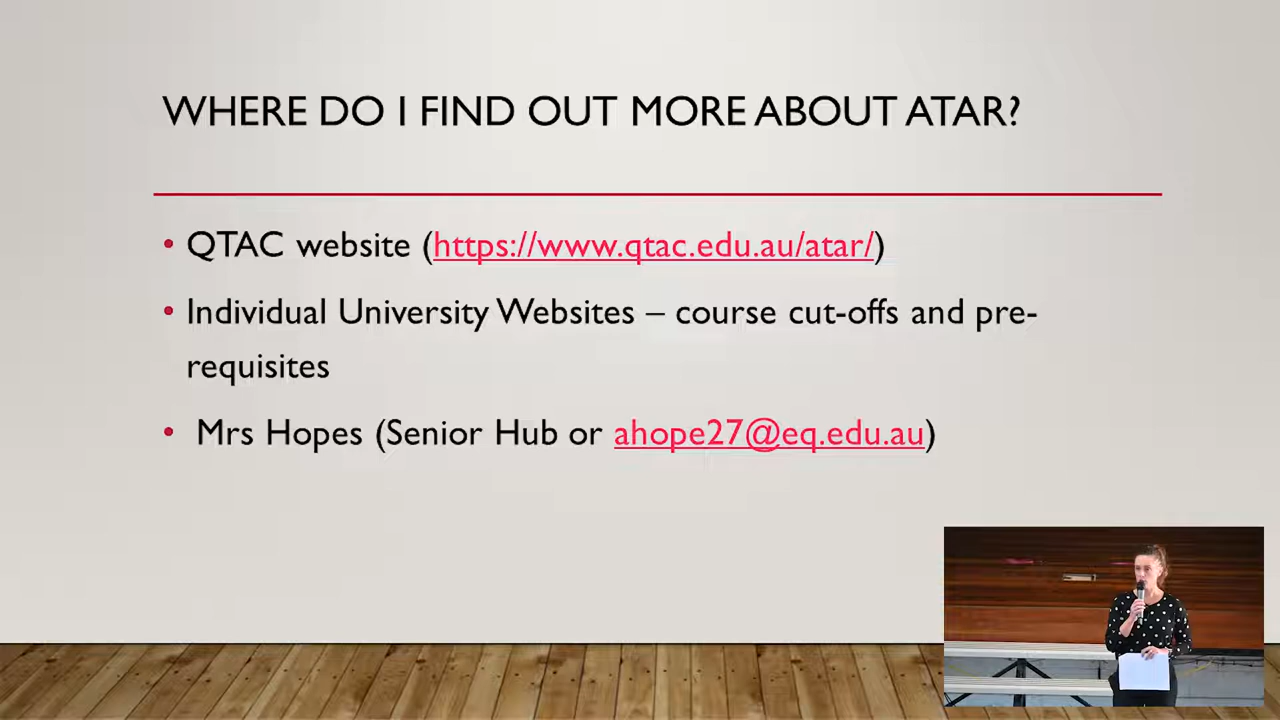 WHERE DO I FIND OUT MORE ABOUT ATAR?
• QTAC website (https://www.qtac.edu.au/atar/)
• Individual University Websites – course cut-offs and pre-
requisites
• Mrs Hopes (Senior Hub or ahope27@eq.edu.au)